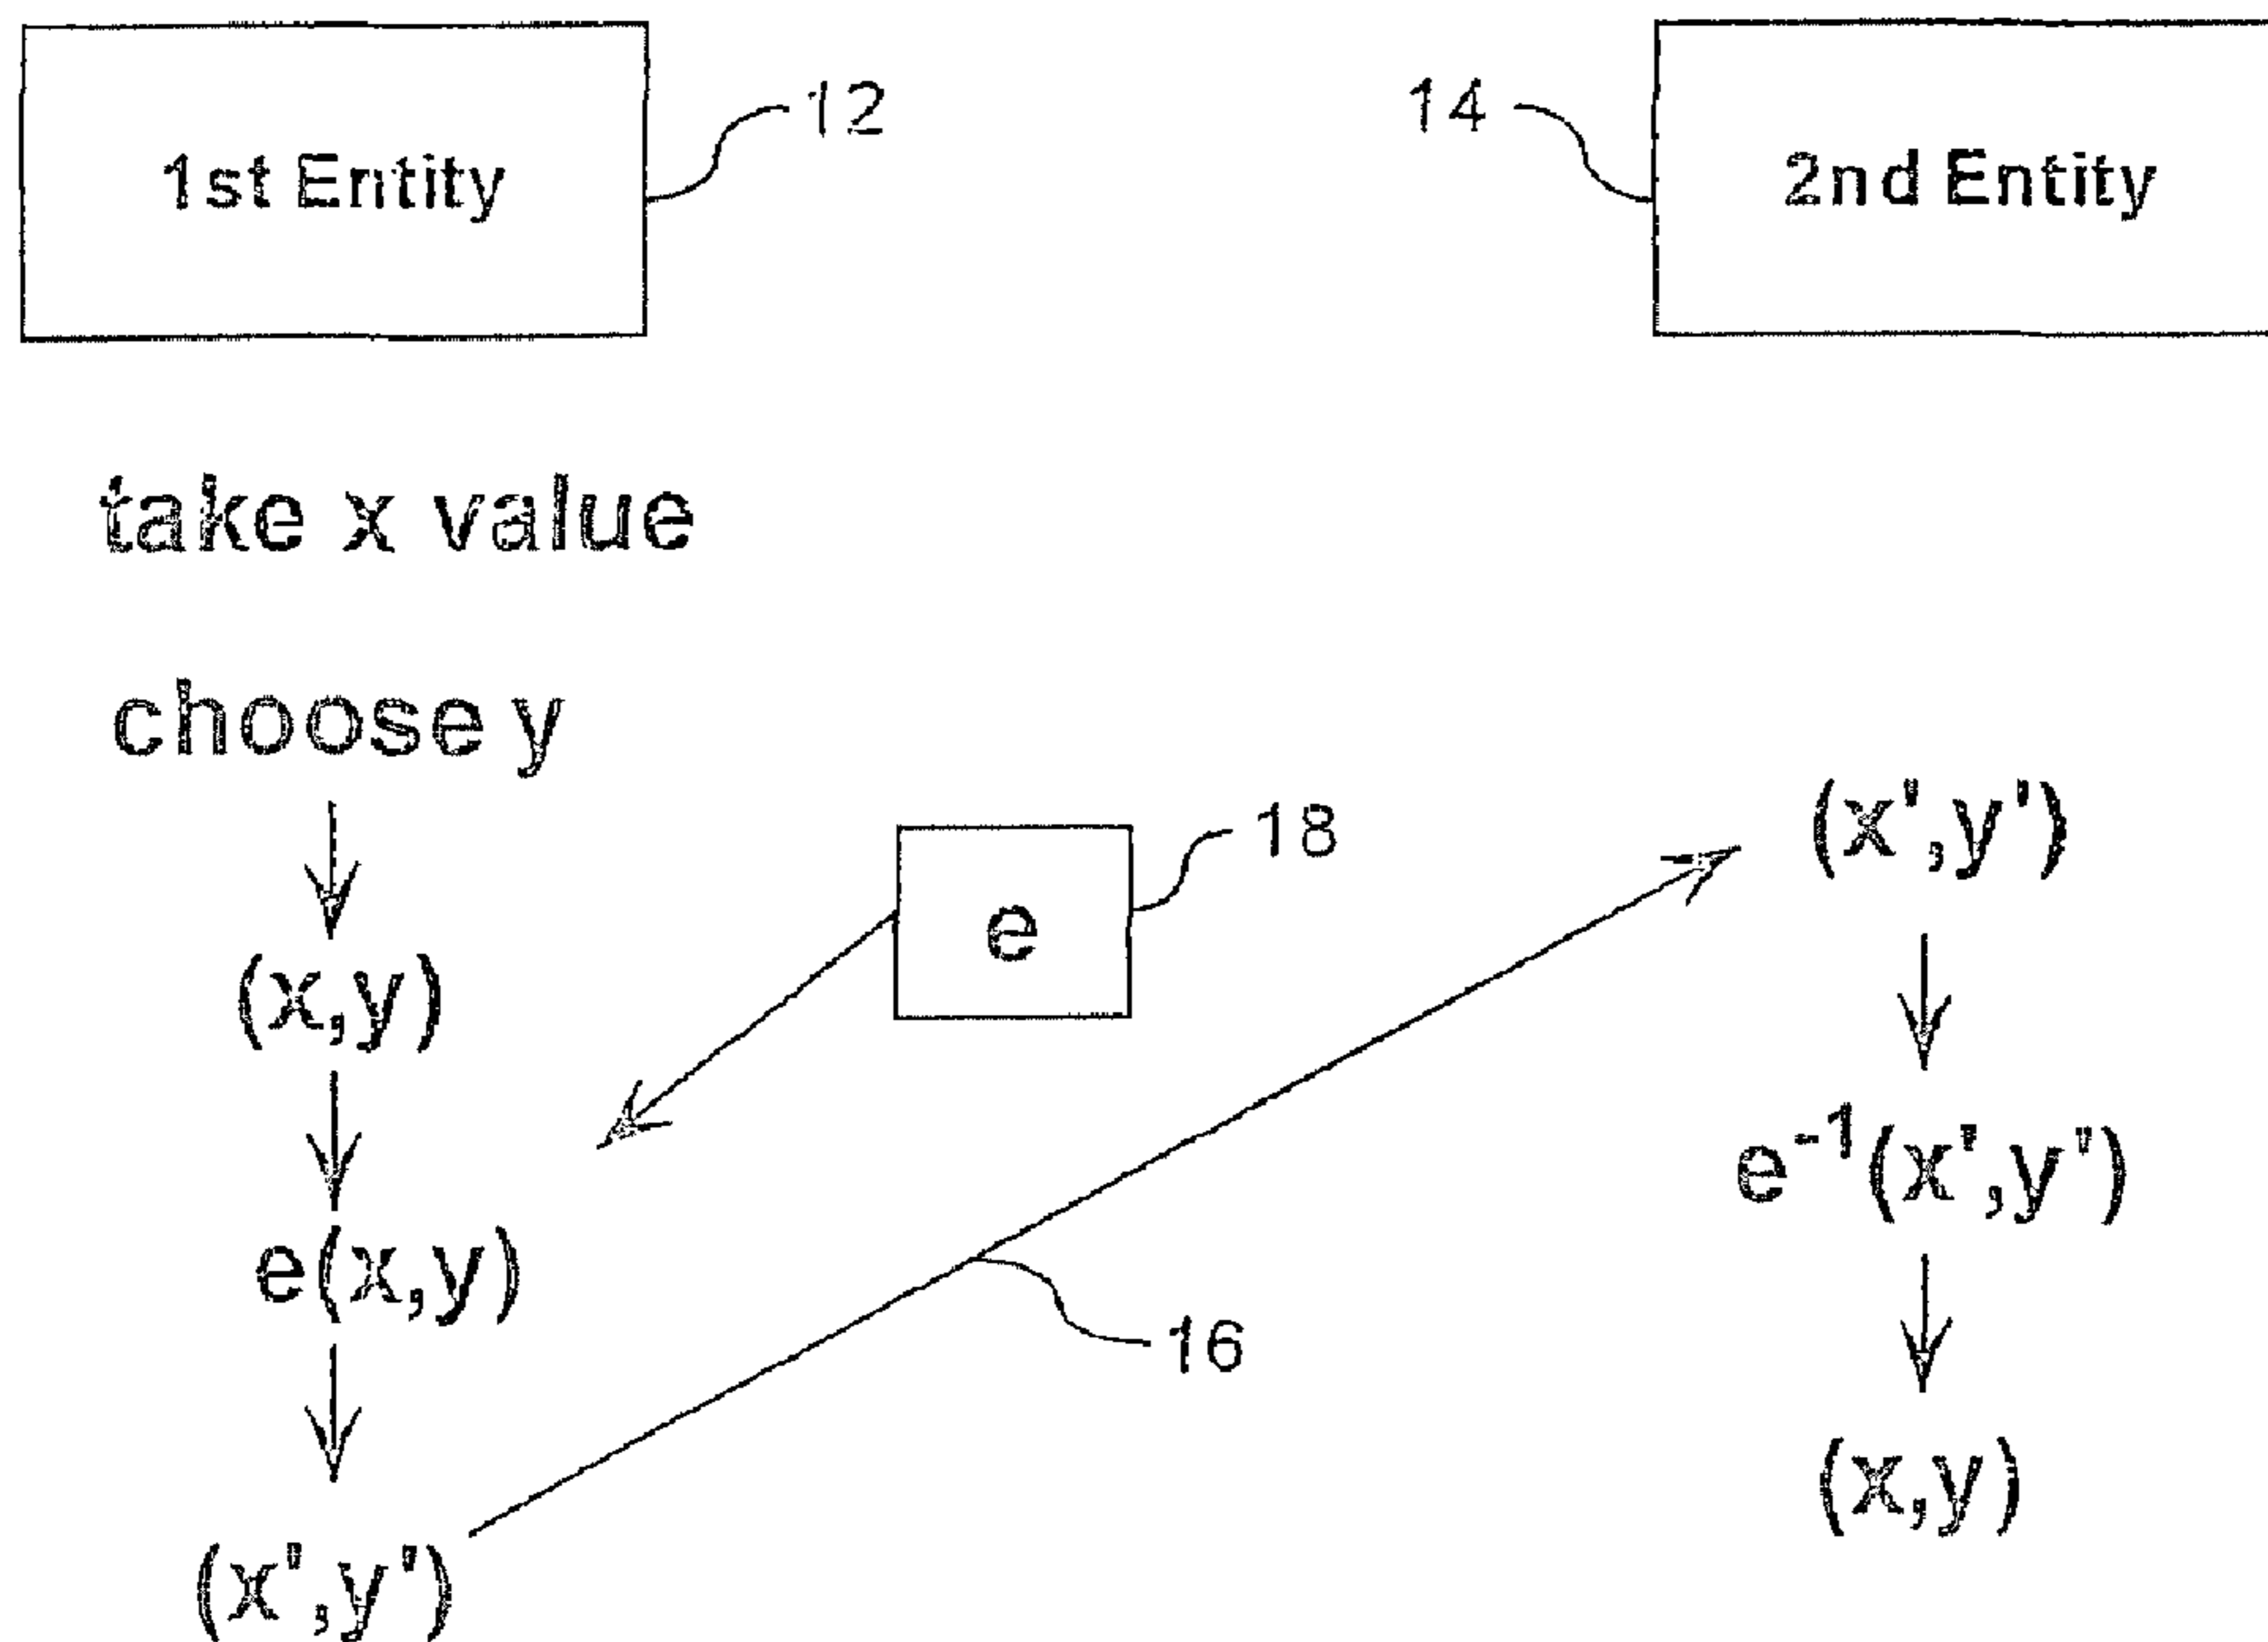 1st Entity
12
14
2nd Entity
take x value
choose y
(x,y)
e(x,y)
(x',y')
e
18
16
(x',y')
e⁻¹(x',y')
(x,y)